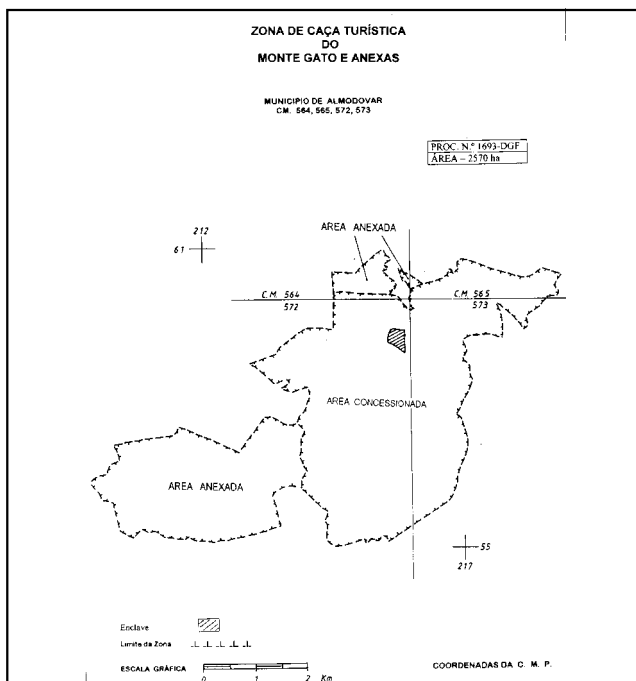 ZONA DE CAÇA TURÍSTICA
DO
MONTE GATO E ANEXAS
MUNICIPIO DE ALMODOVAR
CM. 564, 565, 572, 573
PROC. N.º 1693-DGF
ÁREA – 2570 ha
212
61
AREA ANEXADA
C.M. 564
C.M. 565
572
573
AREA CONCESSIONADA
AREA ANEXADA
55
217
Enclave
Limite da Zona
ESCALA GRÁFICA
0 1 2 Km
COORDENADAS DA C. M. P.